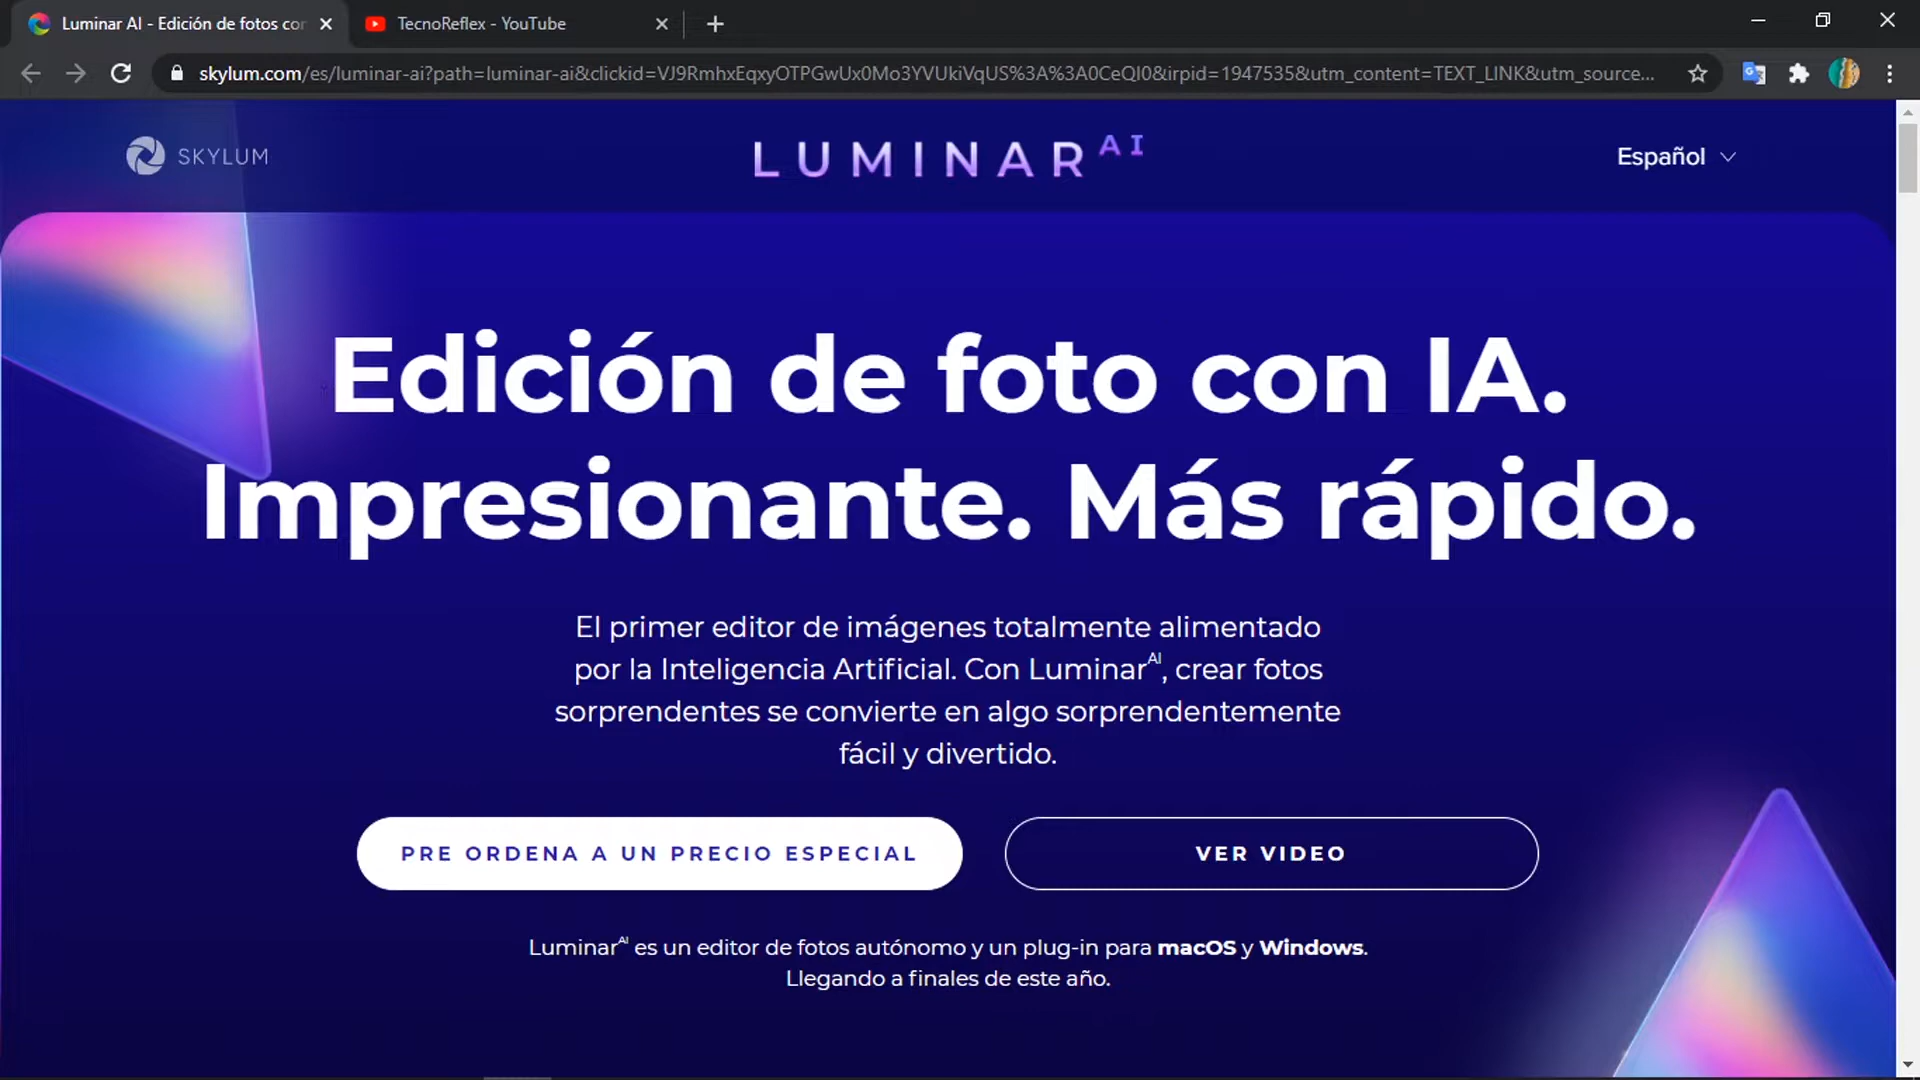 Luminar AI - Edición de fotos con
TecnoReflex - YouTube
skylum.com/es/luminar-ai?path=luminar-ai&clickid=VJ9RmhxEqxyOTPGwUx0Mo3YVUkiVqUS%3A%3A0CeQJ0&irpid=1947535&utm_content=TEXT_LINK&utm_source...
SKYLUM
LUMINAR AI
Español
Edición de foto con IA.
Impresionante. Más rápido.
El primer editor de imágenes totalmente alimentado
por la Inteligencia Artificial. Con Luminar AI, crear fotos
sorprendentes se convierte en algo sorprendentemente
fácil y divertido.
PRE ORDENA A UN PRECIO ESPECIAL
VER VIDEO
Luminar AI es un editor de fotos autónomo y un plug-in para macOS y Windows.
Llegando a finales de este año.